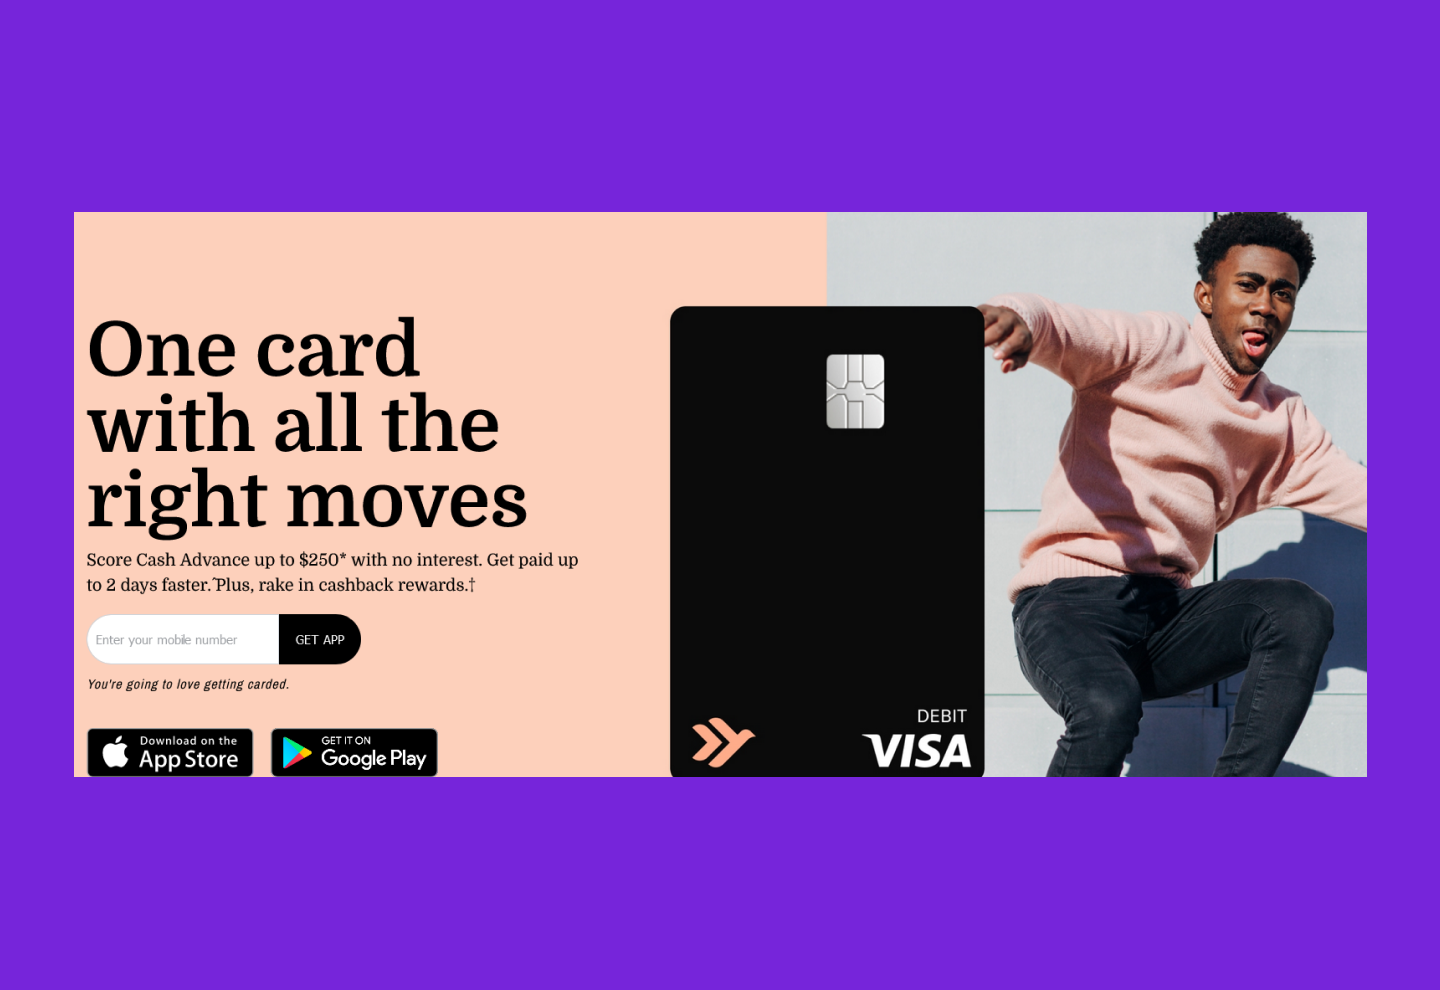 One card
with all the
right moves
Score Cash Advance up to $250* with no interest. Get paid up
to 2 days faster.^ Plus, rake in cashback rewards.†
Enter your mobile number
GET APP
You're going to love getting carded.
Download on the
App Store
GET IT ON
Google Play
DEBIT
VISA